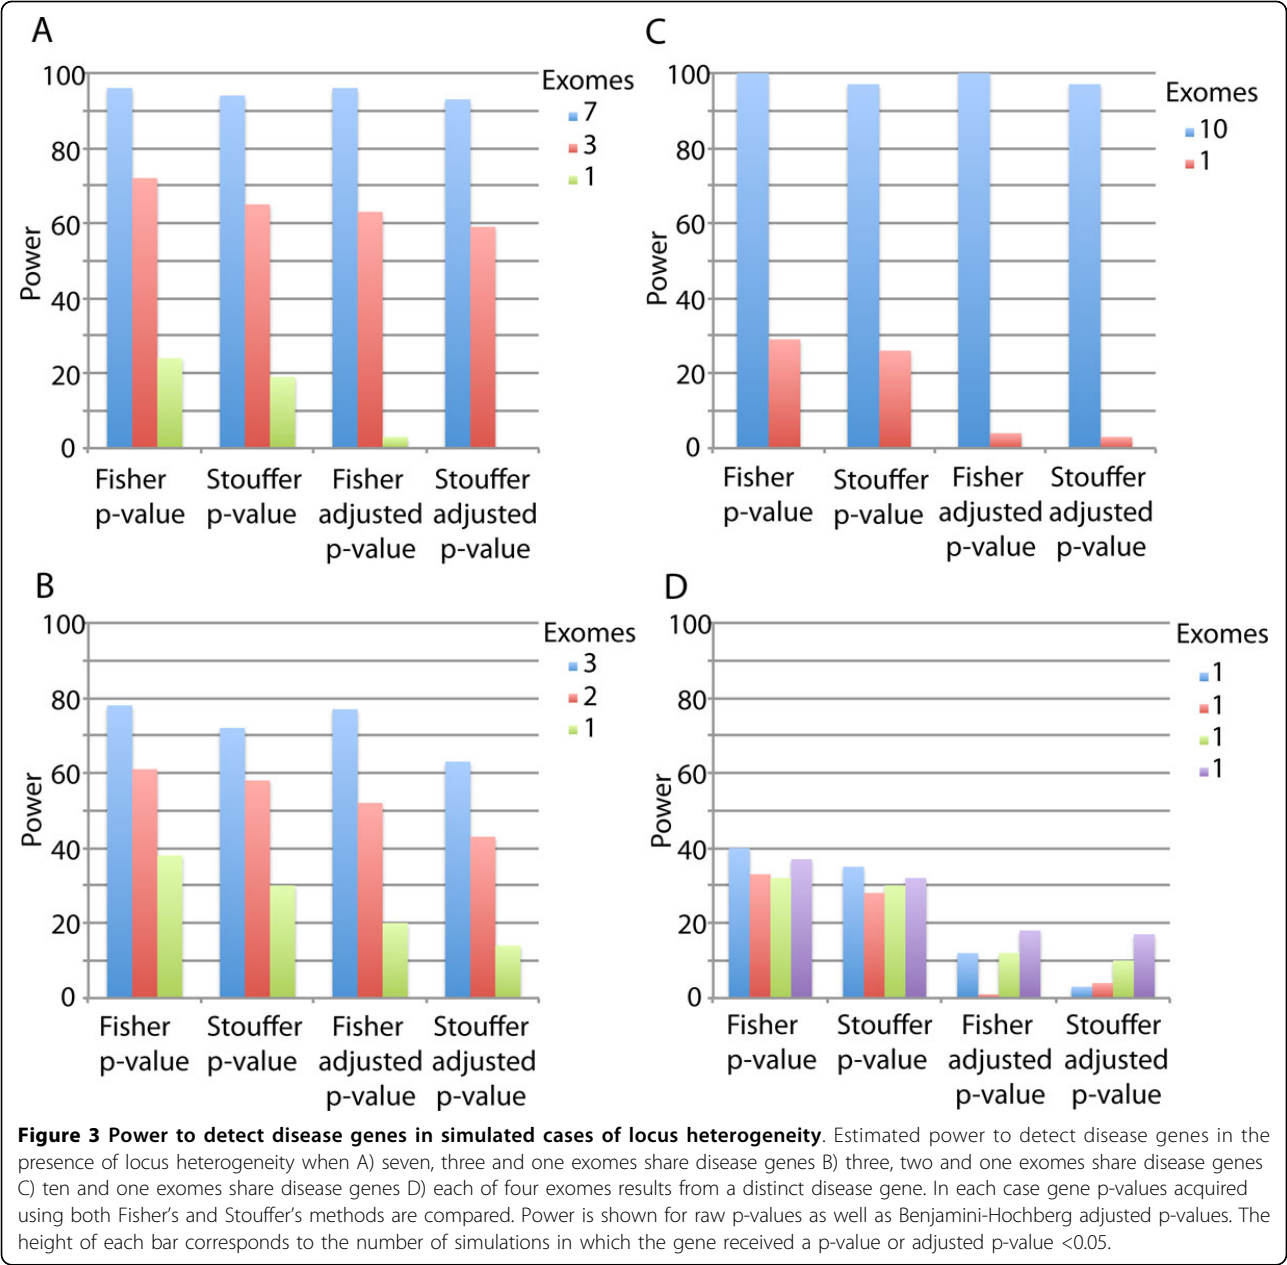 A
100
80
60
40
20
0
Power
Exomes
7
3
1
Fisher p-value
Stouffer p-value
Fisher adjusted p-value
Stouffer adjusted p-value
C
100
80
60
40
20
0
Power
Exomes
10
1
Fisher p-value
Stouffer p-value
Fisher adjusted p-value
Stouffer adjusted p-value
B
100
80
60
40
20
0
Power
Exomes
3
2
1
Fisher p-value
Stouffer p-value
Fisher adjusted p-value
Stouffer adjusted p-value
D
100
80
60
40
20
0
Power
Exomes
1
1
1
1
Fisher p-value
Stouffer p-value
Fisher adjusted p-value
Stouffer adjusted p-value
Figure 3 Power to detect disease genes in simulated cases of locus heterogeneity. Estimated power to detect disease genes in the
presence of locus heterogeneity when A) seven, three and one exomes share disease genes B) three, two and one exomes share disease genes
C) ten and one exomes share disease genes D) each of four exomes results from a distinct disease gene. In each case gene p-values acquired
using both Fisher's and Stouffer's methods are compared. Power is shown for raw p-values as well as Benjamini-Hochberg adjusted p-values. The
height of each bar corresponds to the number of simulations in which the gene received a p-value or adjusted p-value <0.05.